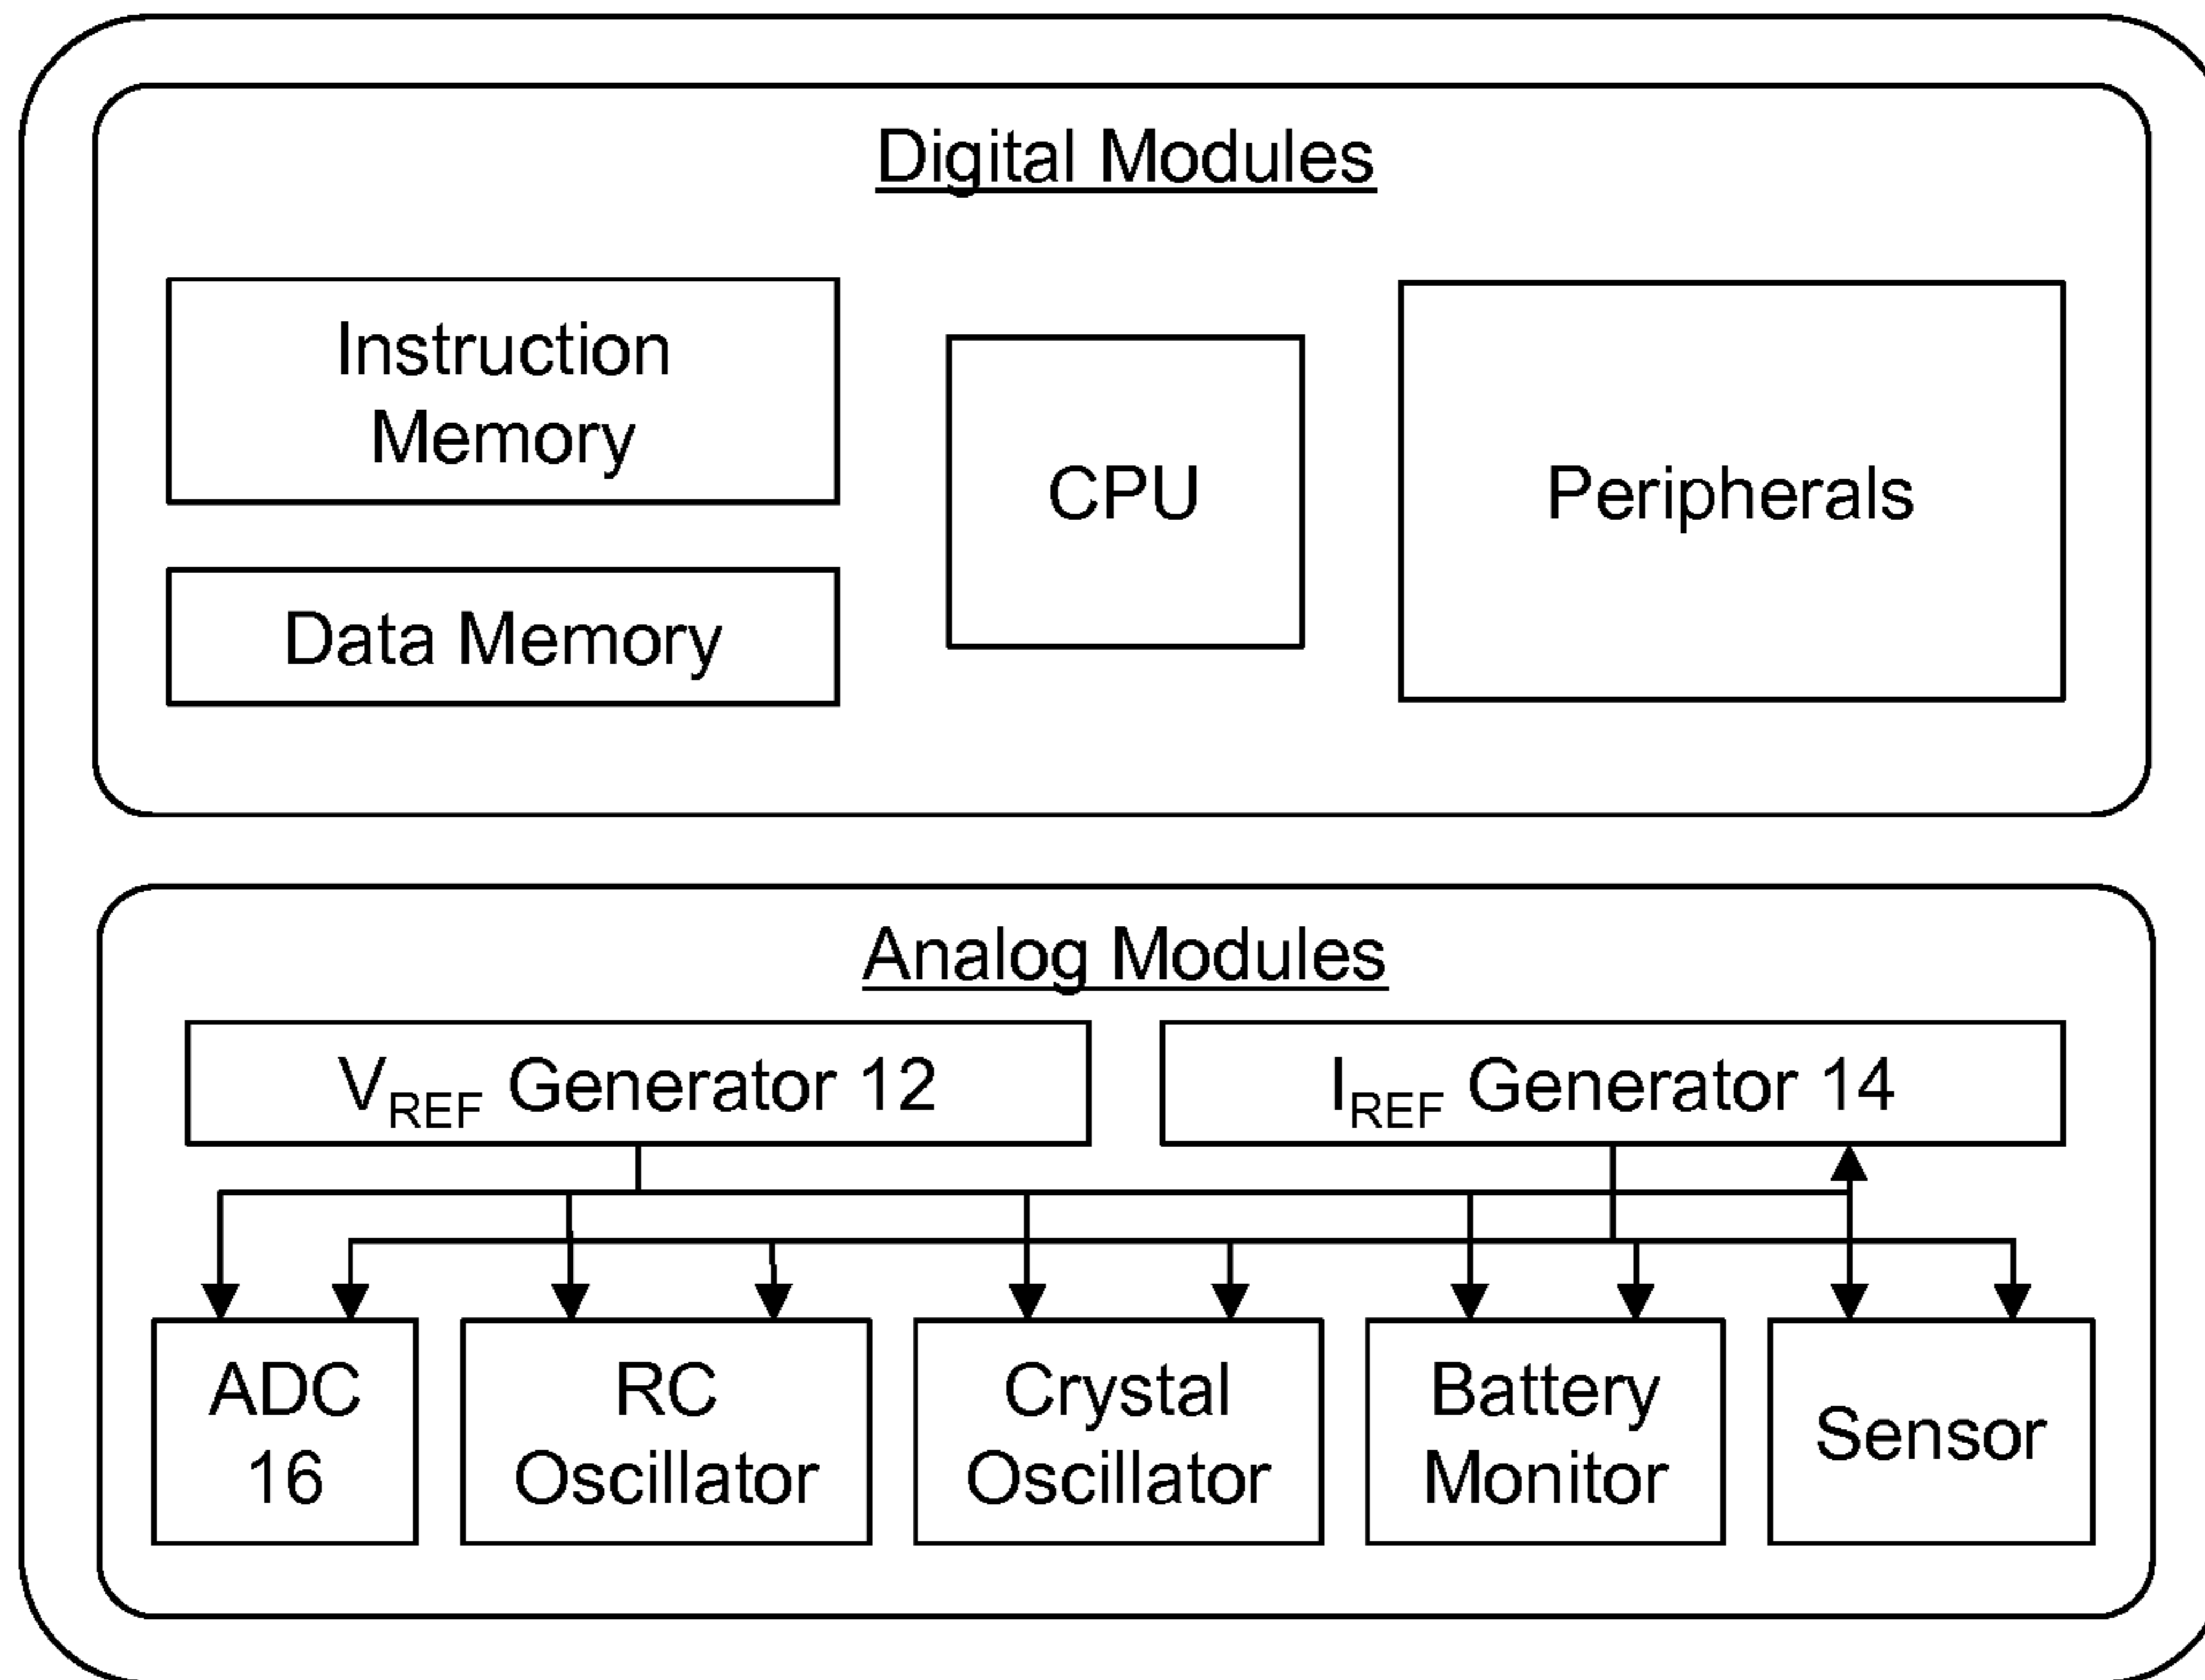 Digital Modules
Instruction
Memory
Data Memory
CPU
Peripherals
Analog Modules
VREF Generator 12
IREF Generator 14
ADC
16
RC
Oscillator
Crystal
Oscillator
Battery
Monitor
Sensor